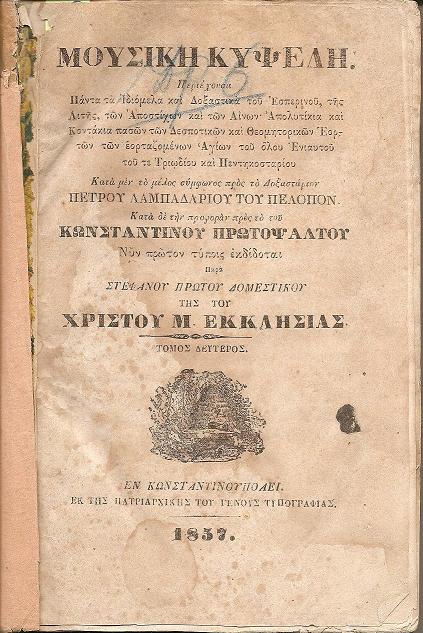 ΜΟΥΣΙΚΗ ΚΥΨΕΛΗ.
Περιέχουσα
Πάντα τὰ Ἰδιόμελα καὶ Δοξαστικὰ τοῦ Ἑσπερινοῦ, τῆς
Λιτῆς, τῶν Ἀποστίχων καὶ τῶν Αἴνων· Ἀπολυτίκια καὶ
Κοντάκια πασῶν τῶν Δεσποτικῶν καὶ Θεομητορικῶν Ἑορ-
τῶν τῶν ἑορταζομένων Ἁγίων τοῦ ὅλου Ἐνιαυτοῦ
τοῦ τε Τριωδίου καὶ Πεντηκοσταρίου
Κατὰ μὲν τὸ μέλος σύμφωνος πρὸς τὸ Δοξαστάριον
ΠΕΤΡΟΥ ΛΑΜΠΑΔΑΡΙΟΥ ΤΟΥ ΠΕΛΟΠΟΝ.
Κατὰ δὲ τὴν προφορὰν πρὸς τὸ τοῦ
ΚΩΝΣΤΑΝΤΙΝΟΥ ΠΡΩΤΟΨΑΛΤΟΥ
Νῦν πρῶτον τύποις ἐκδίδοται
Παρὰ
ΣΤΕΦΑΝΟΥ ΠΡΩΤΟΥ ΔΟΜΕΣΤΙΚΟΥ
ΤΗΣ ΤΟΥ
ΧΡΙΣΤΟΥ Μ. ΕΚΚΛΗΣΙΑΣ.
ΤΟΜΟΣ ΔΕΥΤΕΡΟΣ.
ΕΝ ΚΩΝΣΤΑΝΤΙΝΟΥΠΟΛΕΙ.
ΕΚ ΤΗΣ ΠΑΤΡΙΑΡΧΙΚΗΣ ΤΟΥ ΓΕΝΟΥΣ ΤΥΠΟΓΡΑΦΙΑΣ.
1857.